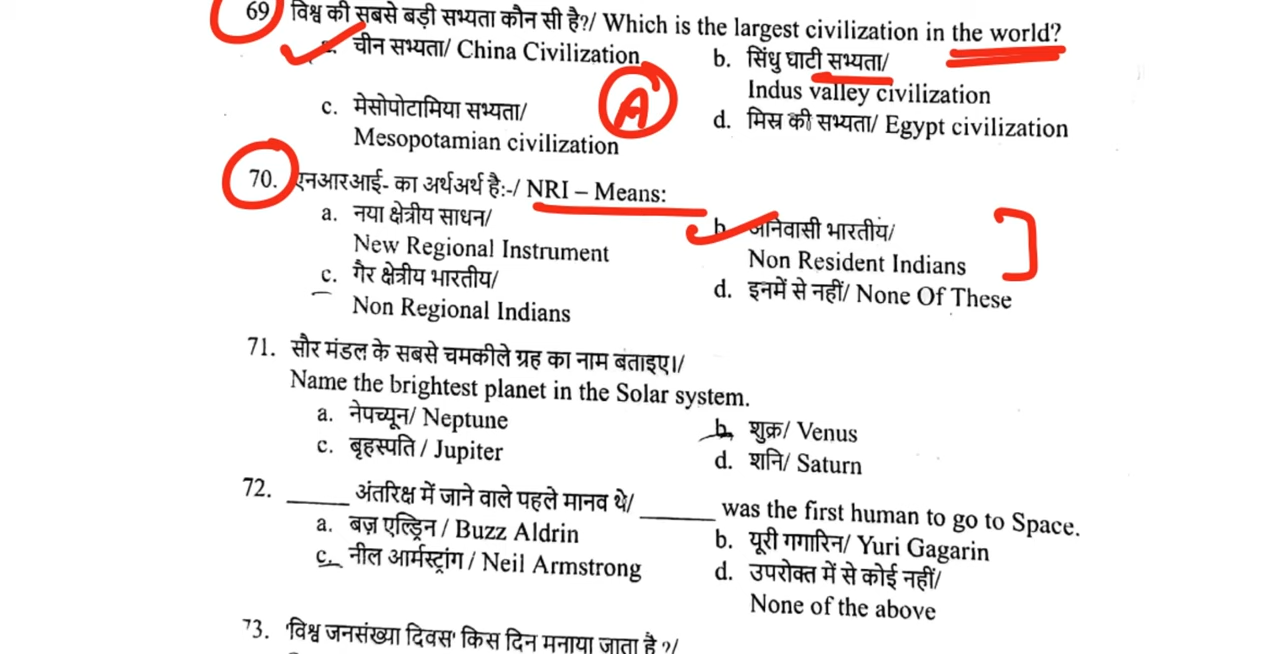 69 विश्व की सबसे बड़ी सभ्यता कौन सी है?/ Which is the largest civilization in the world?
चीन सभ्यता/ China Civilization
b. सिंधु घाटी सभ्यता/
Indus valley civilization
A
c. मेसोपोटामिया सभ्यता/
Mesopotamian civilization
d. मिस्र की सभ्यता/ Egypt civilization
70. एनआरआई- का अर्थअर्थ है:-/ NRI – Means:
a. नया क्षेत्रीय साधन/
New Regional Instrument
b. अनिवासी भारतीय/
Non Resident Indians
c. गैर क्षेत्रीय भारतीय/
Non Regional Indians
d. इनमें से नहीं/ None Of These
71. सौर मंडल के सबसे चमकीले ग्रह का नाम बताइए।/
Name the brightest planet in the Solar system.
a. नेपच्यून/ Neptune
b. शुक्र/ Venus
c. बृहस्पति / Jupiter
d. शनि/ Saturn
72. _____ अंतरिक्ष में जाने वाले पहले मानव थे/ ______ was the first human to go to Space.
a. बज़ एल्ड्रिन / Buzz Aldrin
b. यूरी गगारिन/ Yuri Gagarin
c. नील आर्मस्ट्रांग / Neil Armstrong
d. उपरोक्त में से कोई नहीं/
None of the above
73. 'विश्व जनसंख्या दिवस' किस दिन मनाया जाता है ?/